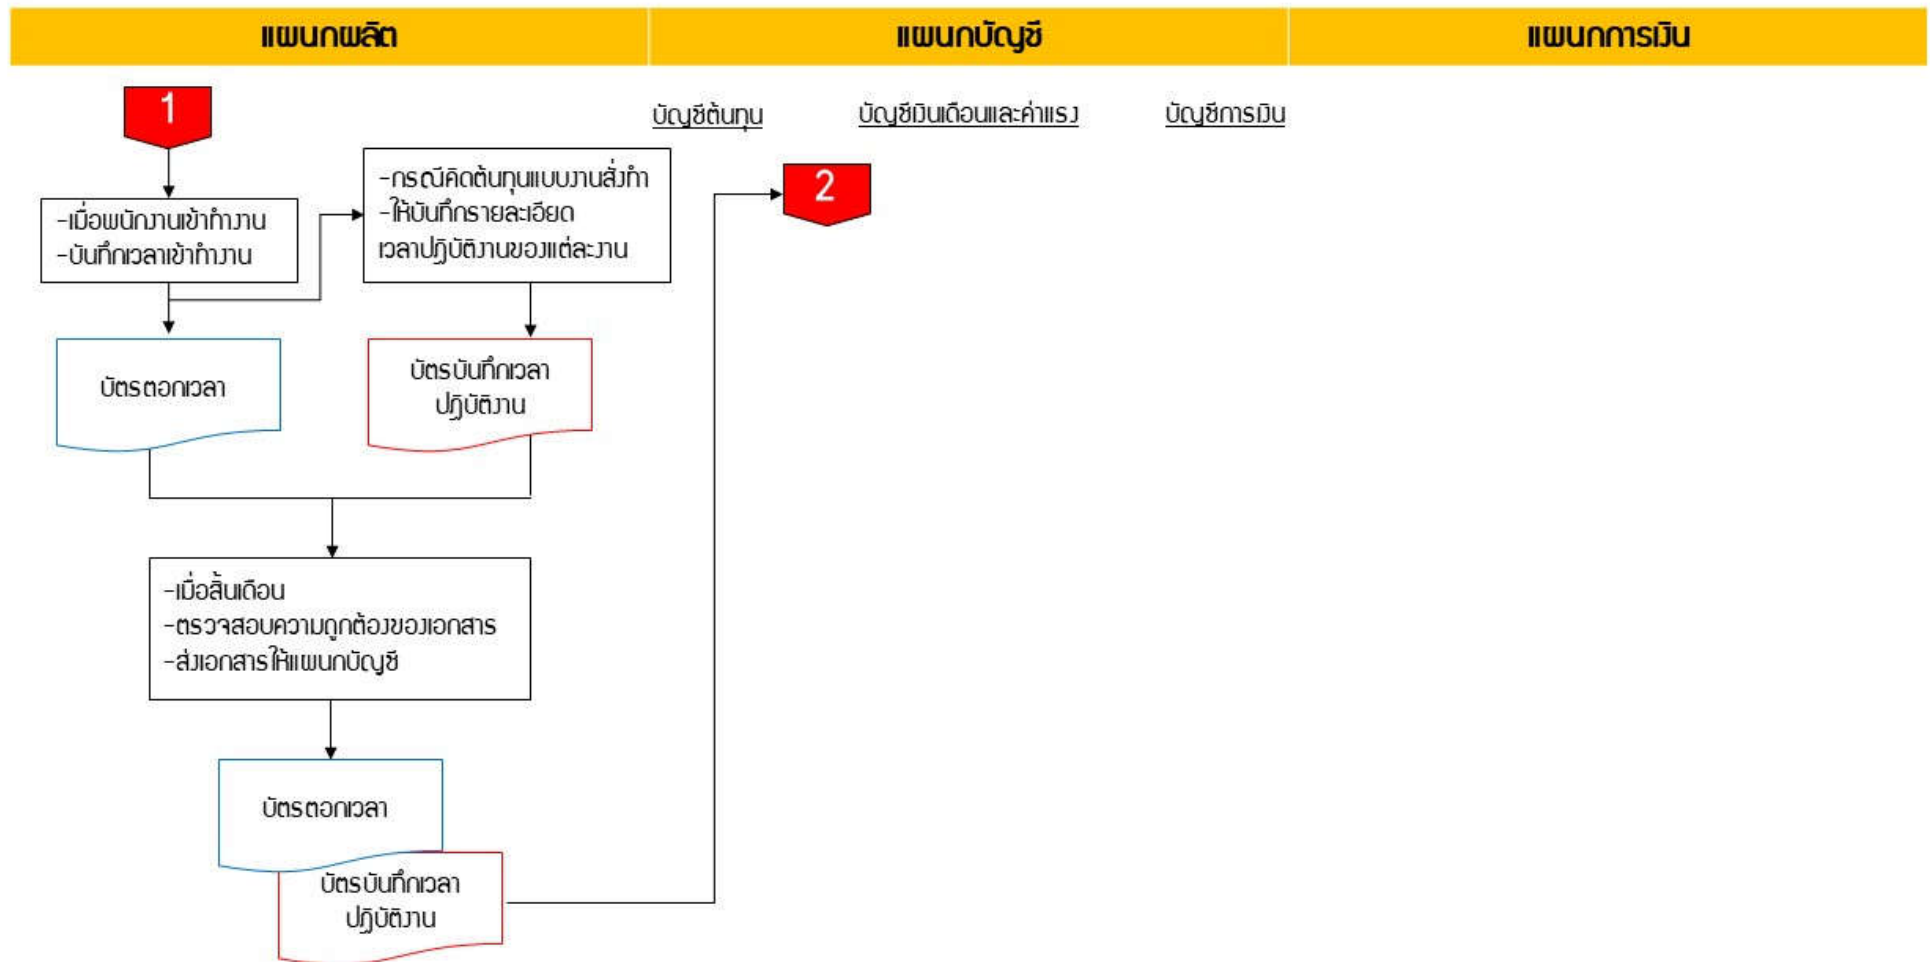 แผนกผลิต
แผนกบัญชี
แผนกการเงิน
1
บัญชีต้นทุน
บัญชีเงินเดือนและค่าแรง
บัญชีการเงิน
-กรณีคิดต้นทุนแบบงานสั่งทำ
-ให้บันทึกรายละเอียด
เวลาปฏิบัติงานของแต่ละงาน
2
-เมื่อพนักงานเข้าทำงาน
-บันทึกเวลาเข้าทำงาน
บัตรตอกเวลา
บัตรบันทึกเวลา
ปฏิบัติงาน
-เมื่อสิ้นเดือน
-ตรวจสอบความถูกต้องของเอกสาร
-ส่งเอกสารให้แผนกบัญชี
บัตรตอกเวลา
บัตรบันทึกเวลา
ปฏิบัติงาน